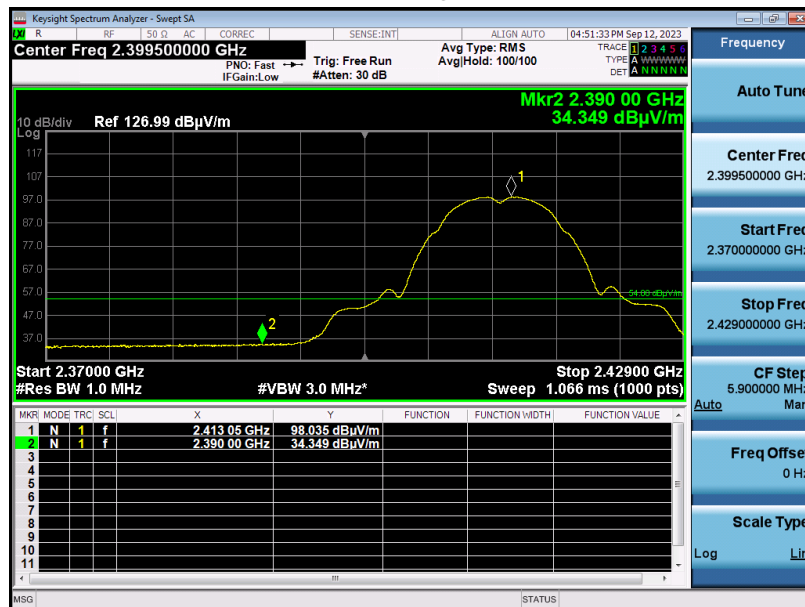 Keysight Spectrum Analyzer - Swept SA
LXI R RF 50 Ω AC CORREC SENSE:INT ALIGN AUTO 04:51:33 PM Sep 12, 2023
Center Freq 2.399500000 GHz
PNO: Fast
IFGain:Low
Trig: Free Run
#Atten: 30 dB
Avg Type: RMS
Avg|Hold: 100/100
TRACE 1 2 3 4 5 6
TYPE A WWWWW
DET A N N N N N
Mkr2 2.390 00 GHz
34.349 dBµV/m
10 dB/div Ref 126.99 dBµV/m
Log
117
107
97.0
87.0
77.0
67.0
57.0
47.0
37.0
1
2
54.00 dBµV/m
Start 2.37000 GHz Stop 2.42900 GHz
#Res BW 1.0 MHz #VBW 3.0 MHz* Sweep 1.066 ms (1000 pts)
MKR MODE TRC SCL X Y FUNCTION FUNCTION WIDTH FUNCTION VALUE
1 N 1 f 2.413 05 GHz 98.035 dBµV/m
2 N 1 f 2.390 00 GHz 34.349 dBµV/m
3
4
5
6
7
8
9
10
11
MSG STATUS
Frequency
Auto Tune
Center Freq
2.399500000 GHz
Start Freq
2.370000000 GHz
Stop Freq
2.429000000 GHz
CF Step
5.900000 MHz
Auto Man
Freq Offset
0 Hz
Scale Type
Log Lin